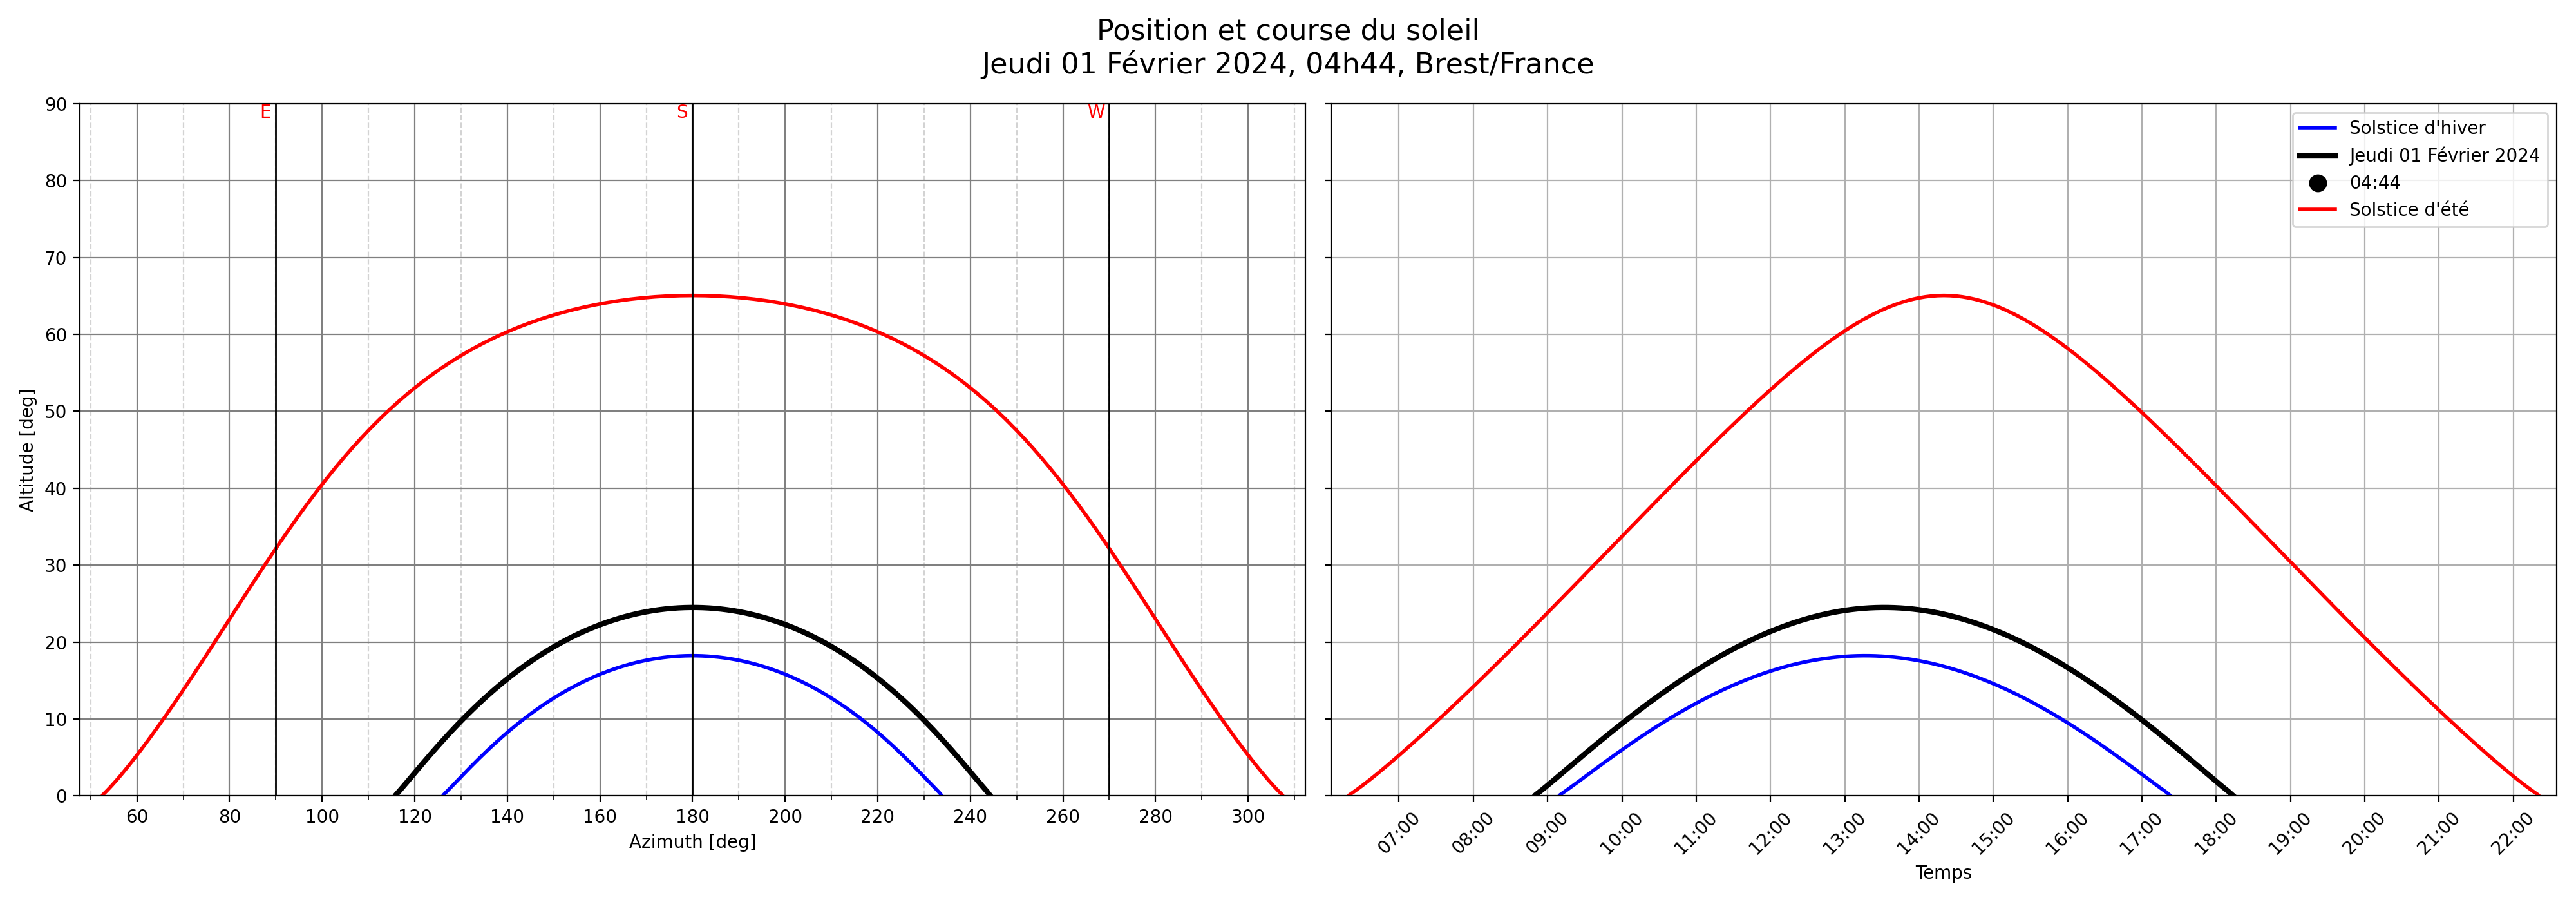 Position et course du soleil
Jeudi 01 Février 2024, 04h44, Brest/France
E
S
W
90
80
70
60
50
40
30
20
10
0
Altitude [deg]
60 80 100 120 140 160 180 200 220 240 260 280 300
Azimuth [deg]
Solstice d'hiver
Jeudi 01 Février 2024
04:44
Solstice d'été
07:00 08:00 09:00 10:00 11:00 12:00 13:00 14:00 15:00 16:00 17:00 18:00 19:00 20:00 21:00 22:00
Temps